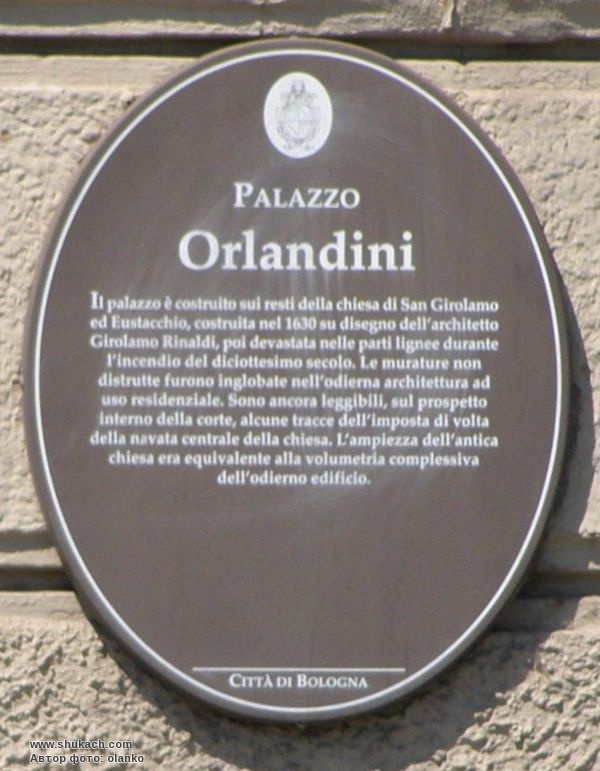 PALAZZO
Orlandini
Il palazzo è costruito sui resti della chiesa di San Girolamo
ed Eustacchio, costruita nel 1630 su disegno dell'architetto
Girolamo Rinaldi, poi devastata nelle parti lignee durante
l'incendio del diciottesimo secolo. Le murature non
distrutte furono inglobate nell'odierna architettura ad
uso residenziale. Sono ancora leggibili, sul prospetto
interno della corte, alcune tracce dell'imposta di volta
della navata centrale della chiesa. L'ampiezza dell'antica
chiesa era equivalente alla volumetria complessiva
dell'odierno edificio.
CITTÀ DI BOLOGNA
www.shukach.com
Автор фото: olanko